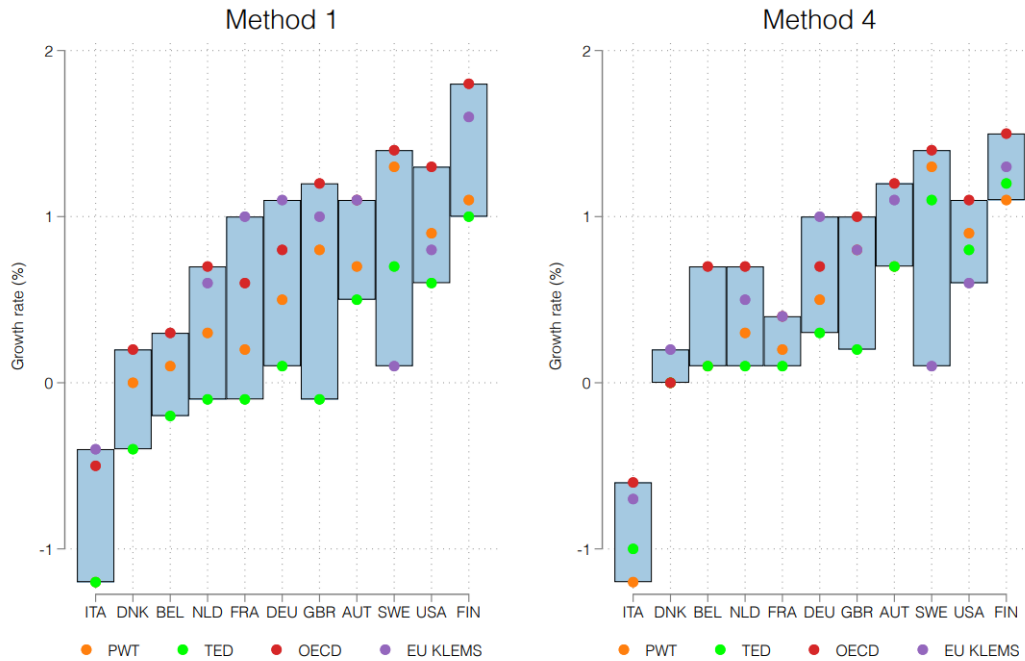 Method 1
Growth rate (%)
2
1
0
-1
ITA DNK BEL NLD FRA DEU GBR AUT SWE USA FIN
PWT TED OECD EU KLEMS
Method 4
Growth rate (%)
2
1
0
-1
ITA DNK BEL NLD FRA DEU GBR AUT SWE USA FIN
PWT TED OECD EU KLEMS